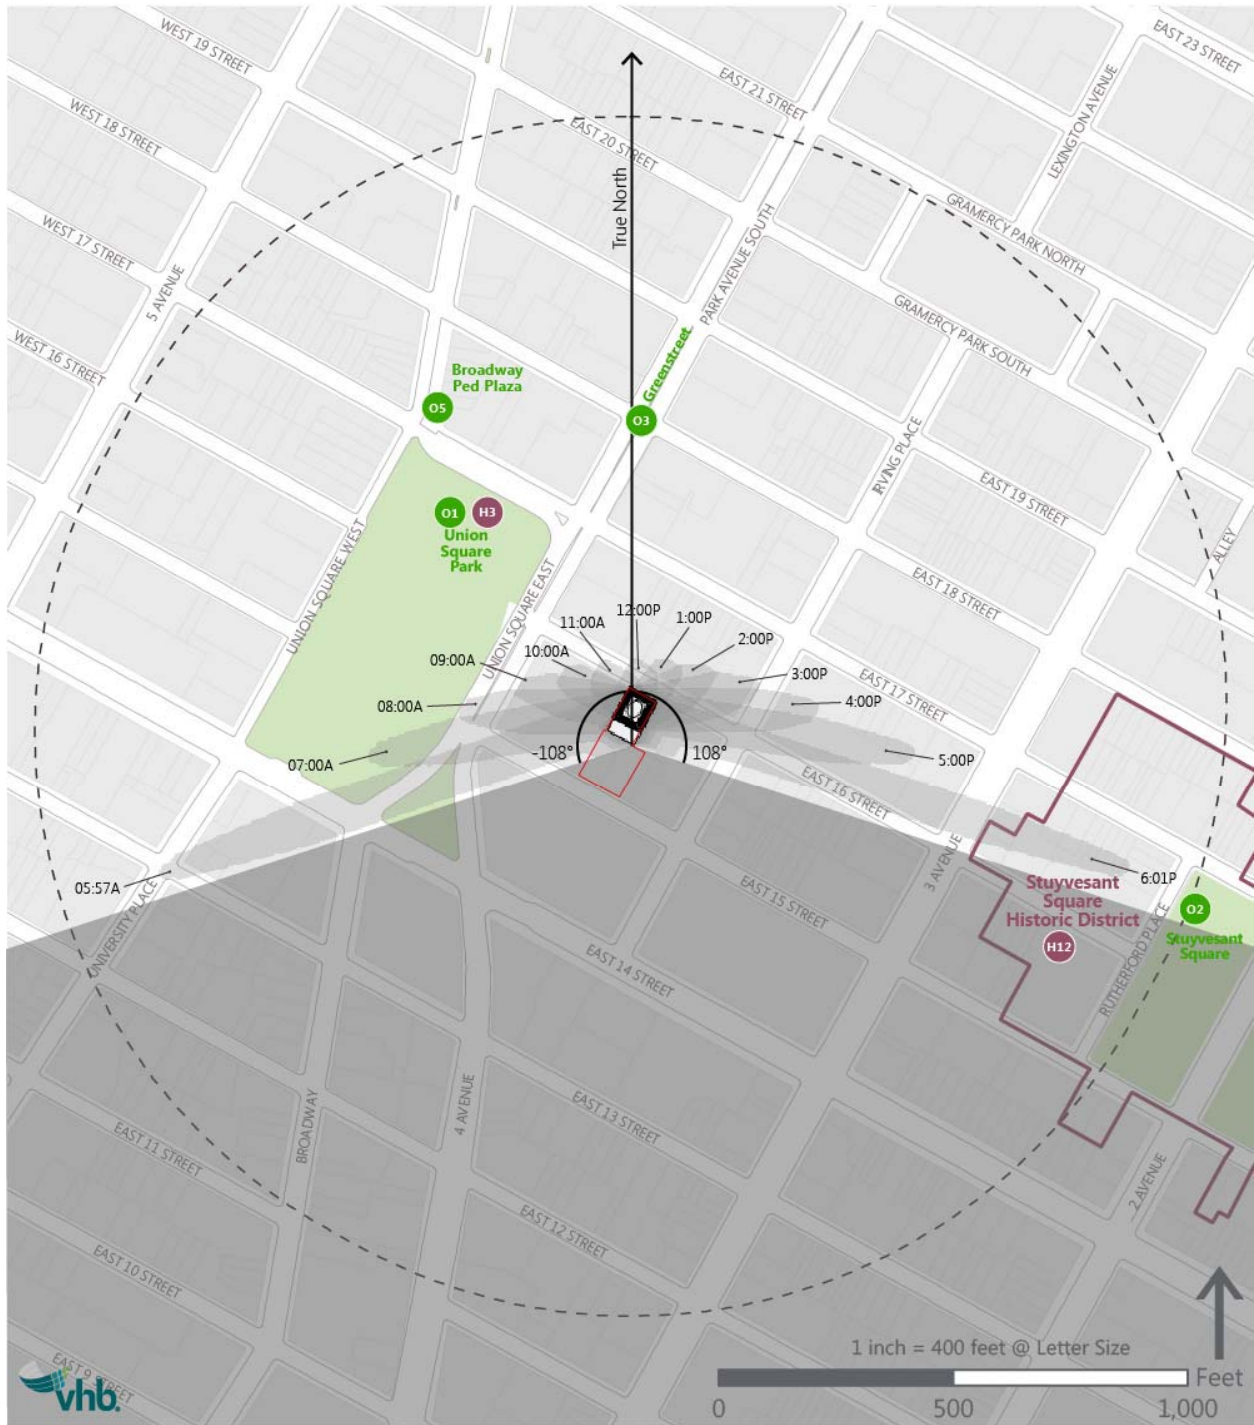 WEST 19 STREET
EAST 23 STREET
WEST 18 STREET
EAST 21 STREET
LEXINGTON AVENUE
EAST 20 STREET
True North
WEST 17 STREET
GRAMERCY PARK NORTH
5 AVENUE
PARK AVENUE SOUTH
GRAMERCY PARK SOUTH
WEST 16 STREET
Broadway
Ped Plaza
Greenstreet
O5
O3
IRVING PLACE
EAST 19 STREET
O1
H3
Union
Square
Park
UNION SQUARE WEST
ALLEY
EAST 18 STREET
UNION SQUARE EAST
12:00P
1:00P
11:00A
2:00P
10:00A
09:00A
3:00P
EAST 17 STREET
08:00A
4:00P
07:00A
-108°
108°
5:00P
EAST 16 STREET
05:57A
6:01P
3 AVENUE
Stuyvesant
Square
Historic District
H12
O2
Stuyvesant
Square
EAST 15 STREET
UNIVERSITY PLACE
RUTHERFORD PLACE
EAST 14 STREET
4 AVENUE
EAST 13 STREET
BROADWAY
EAST 11 STREET
2 AVENUE
EAST 12 STREET
EAST 10 STREET
EAST 9 STREET
vhb.
1 inch = 400 feet @ Letter Size
Feet
0
500
1,000